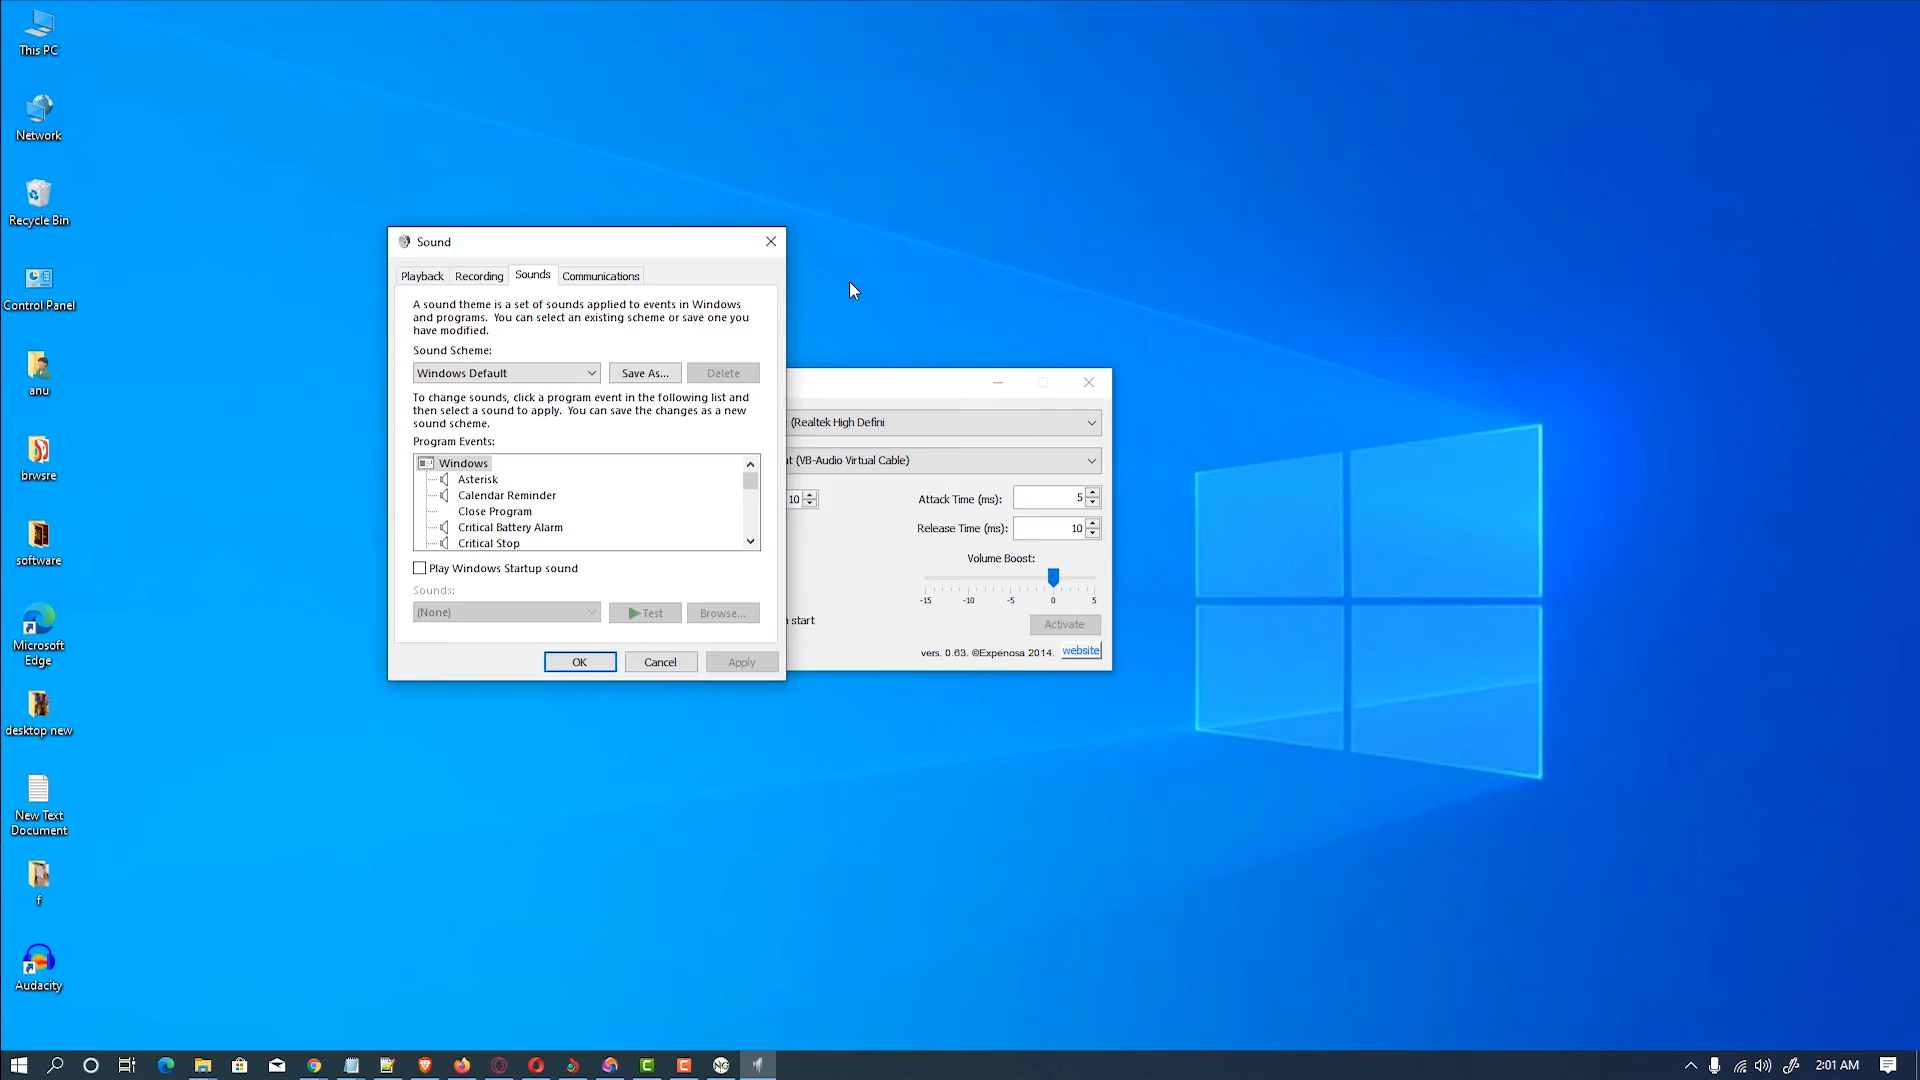 This PC
Network
Recycle Bin
Control Panel
anu
brwsre
software
Microsoft
Edge
desktop new
New Text
Document
f
Audacity
Sound
Playback
Recording
Sounds
Communications
A sound theme is a set of sounds applied to events in Windows
and programs. You can select an existing scheme or save one you
have modified.
Sound Scheme:
Windows Default
Save As...
Delete
To change sounds, click a program event in the following list and
then select a sound to apply. You can save the changes as a new
sound scheme.
Program Events:
Windows
Asterisk
Calendar Reminder
Close Program
Critical Battery Alarm
Critical Stop
Play Windows Startup sound
Sounds:
(None)
Test
Browse...
OK
Cancel
Apply
(Realtek High Defini
(VB-Audio Virtual Cable)
10
Attack Time (ms):
5
Release Time (ms):
10
Volume Boost:
-15
-10
-5
0
5
start
Activate
vers. 0.63. ©Expenosa 2014.
website
NG
2:01 AM